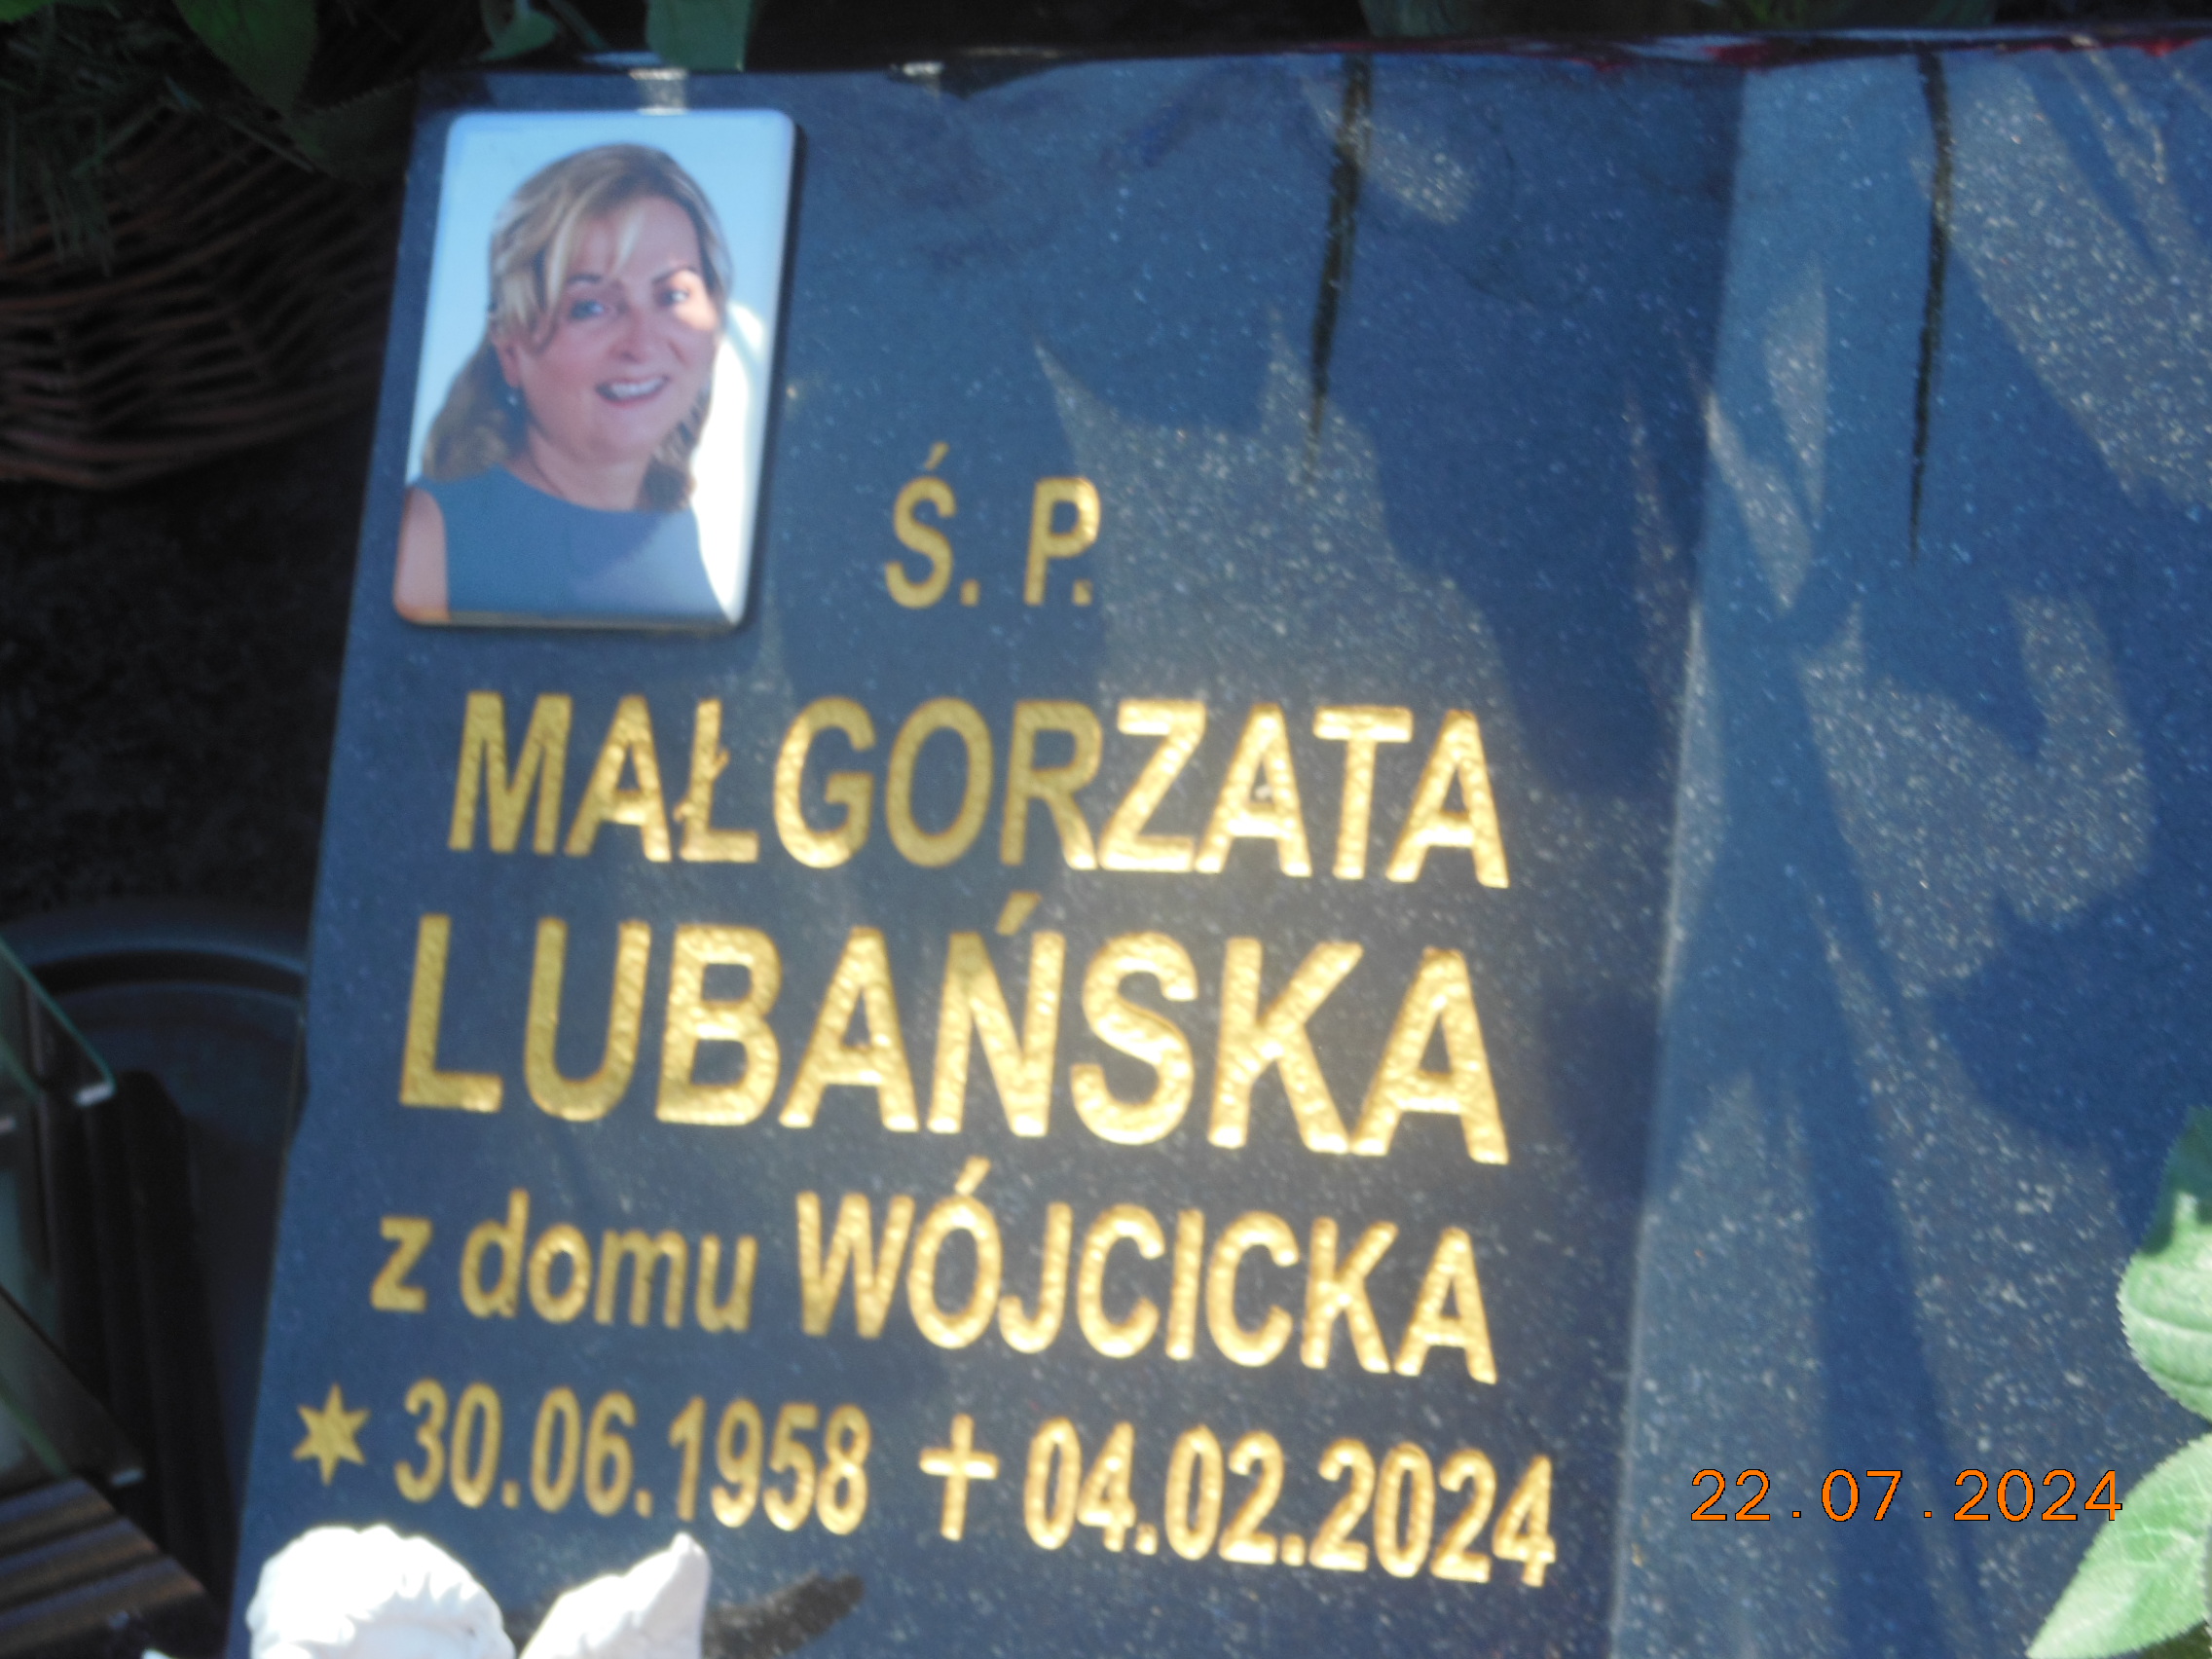 Ś. P.
MAŁGORZATA
LUBAŃSKA
z domu WÓJCICKA
✶ 30.06.1958 ✝ 04.02.2024
22.07.2024